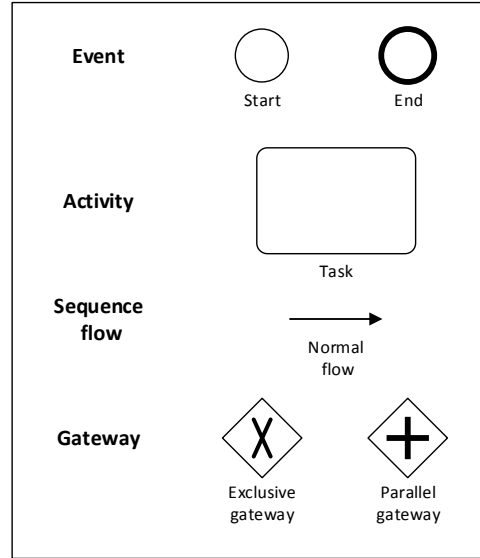 Event
Start
End
Activity
Task
Sequence
flow
Normal
flow
Gateway
X
Exclusive
gateway
Parallel
gateway